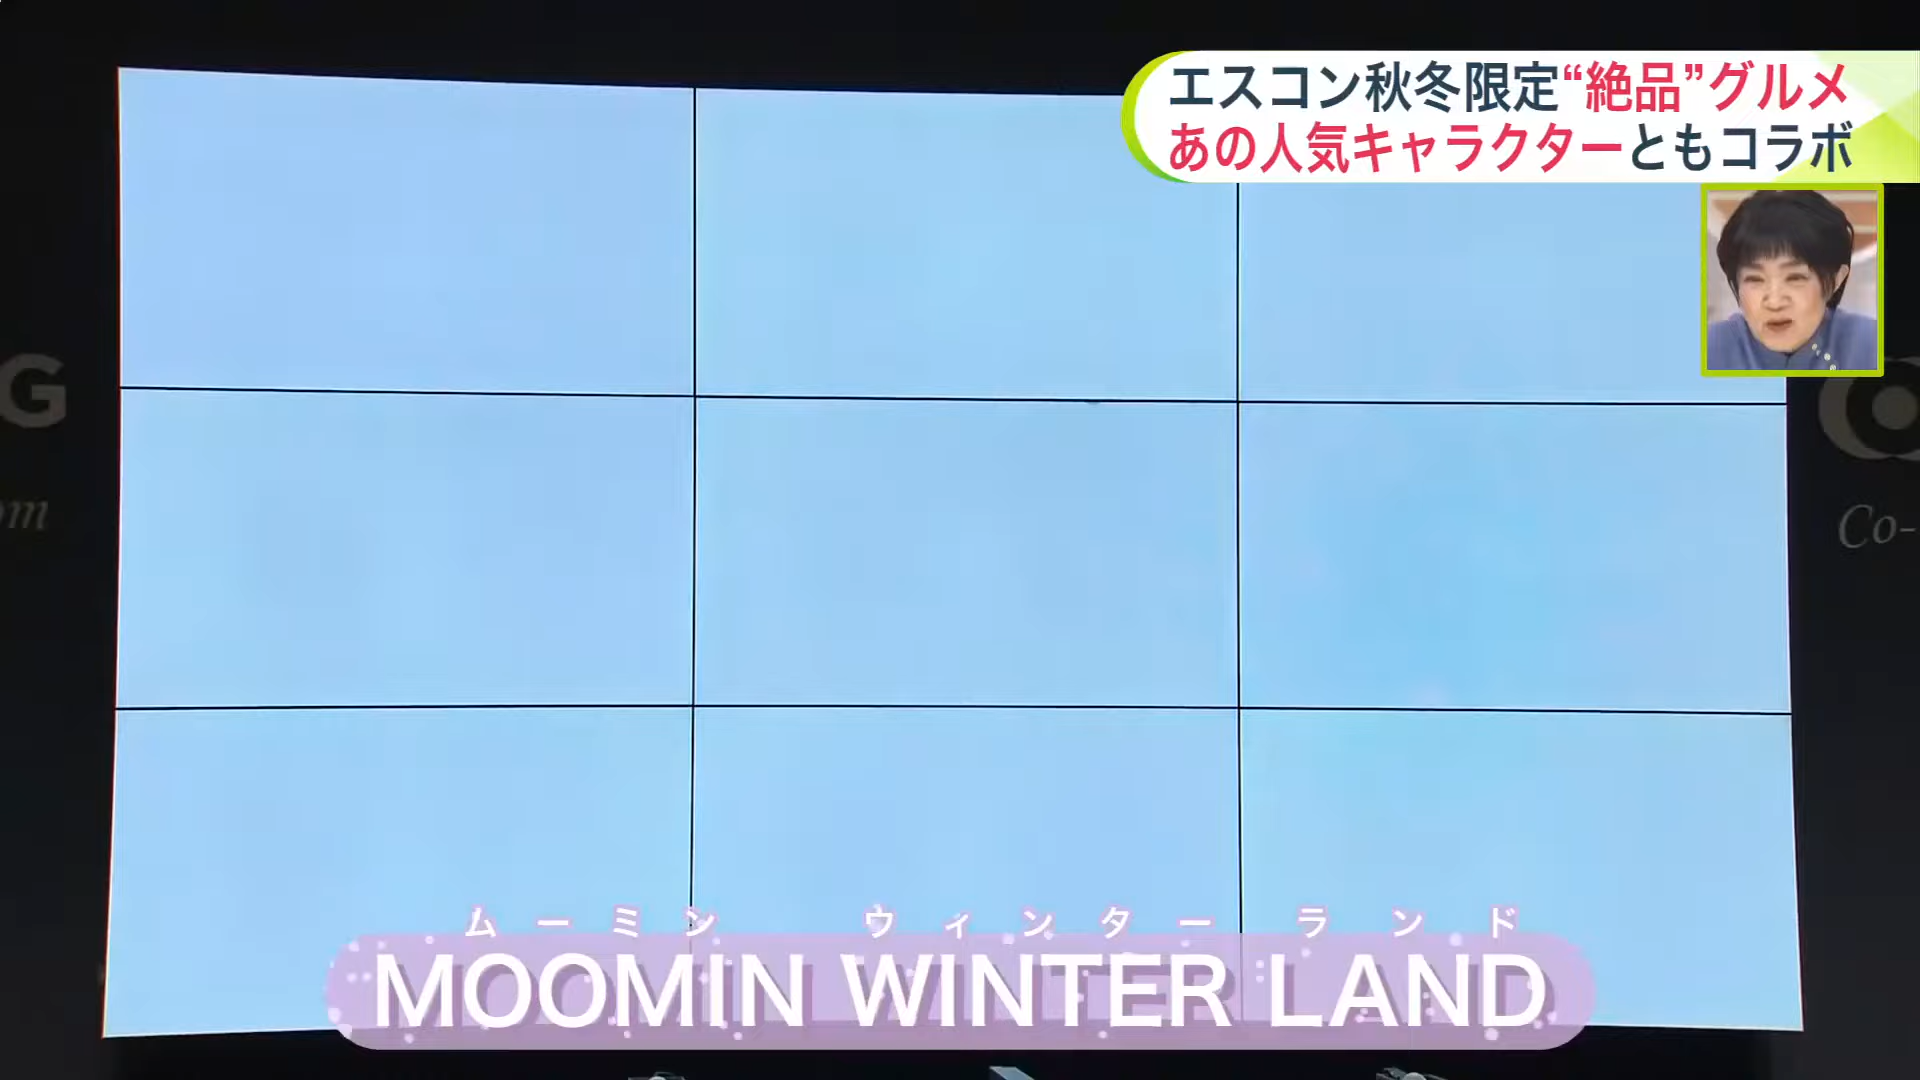 エスコン秋冬限定“絶品”グルメ
あの人気キャラクターともコラボ
G
om
Co-
ムーミン ウィンターランド
MOOMIN WINTER LAND